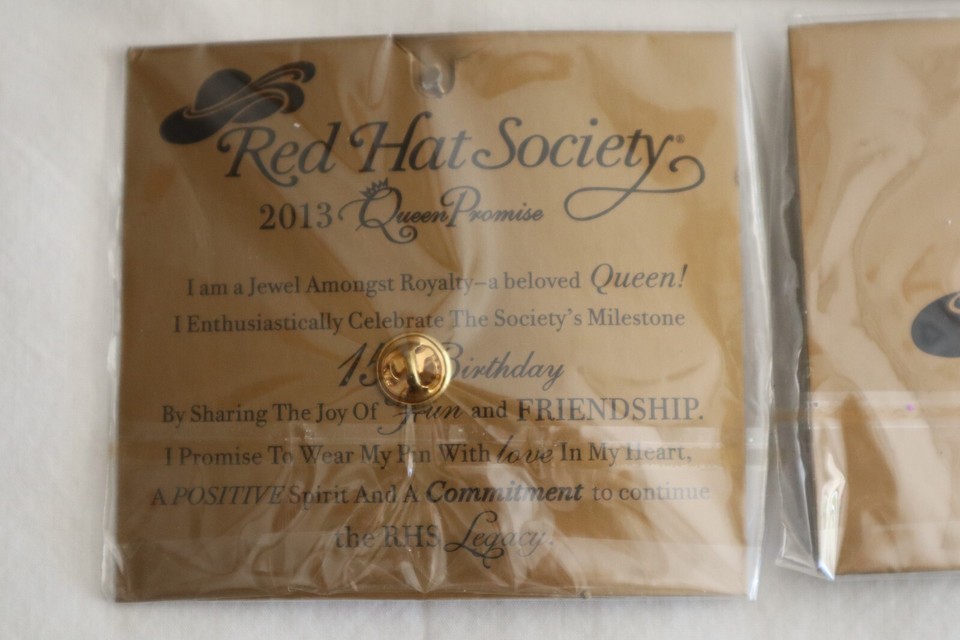 Red Hat Society®
2013 Queen Promise
I am a Jewel Amongst Royalty–a beloved Queen!
I Enthusiastically Celebrate The Society's Milestone
15 Birthday
By Sharing The Joy Of Fun and FRIENDSHIP.
I Promise To Wear My Pin With love In My Heart,
A POSITIVE Spirit And A Commitment to continue
the RHS Legacy.